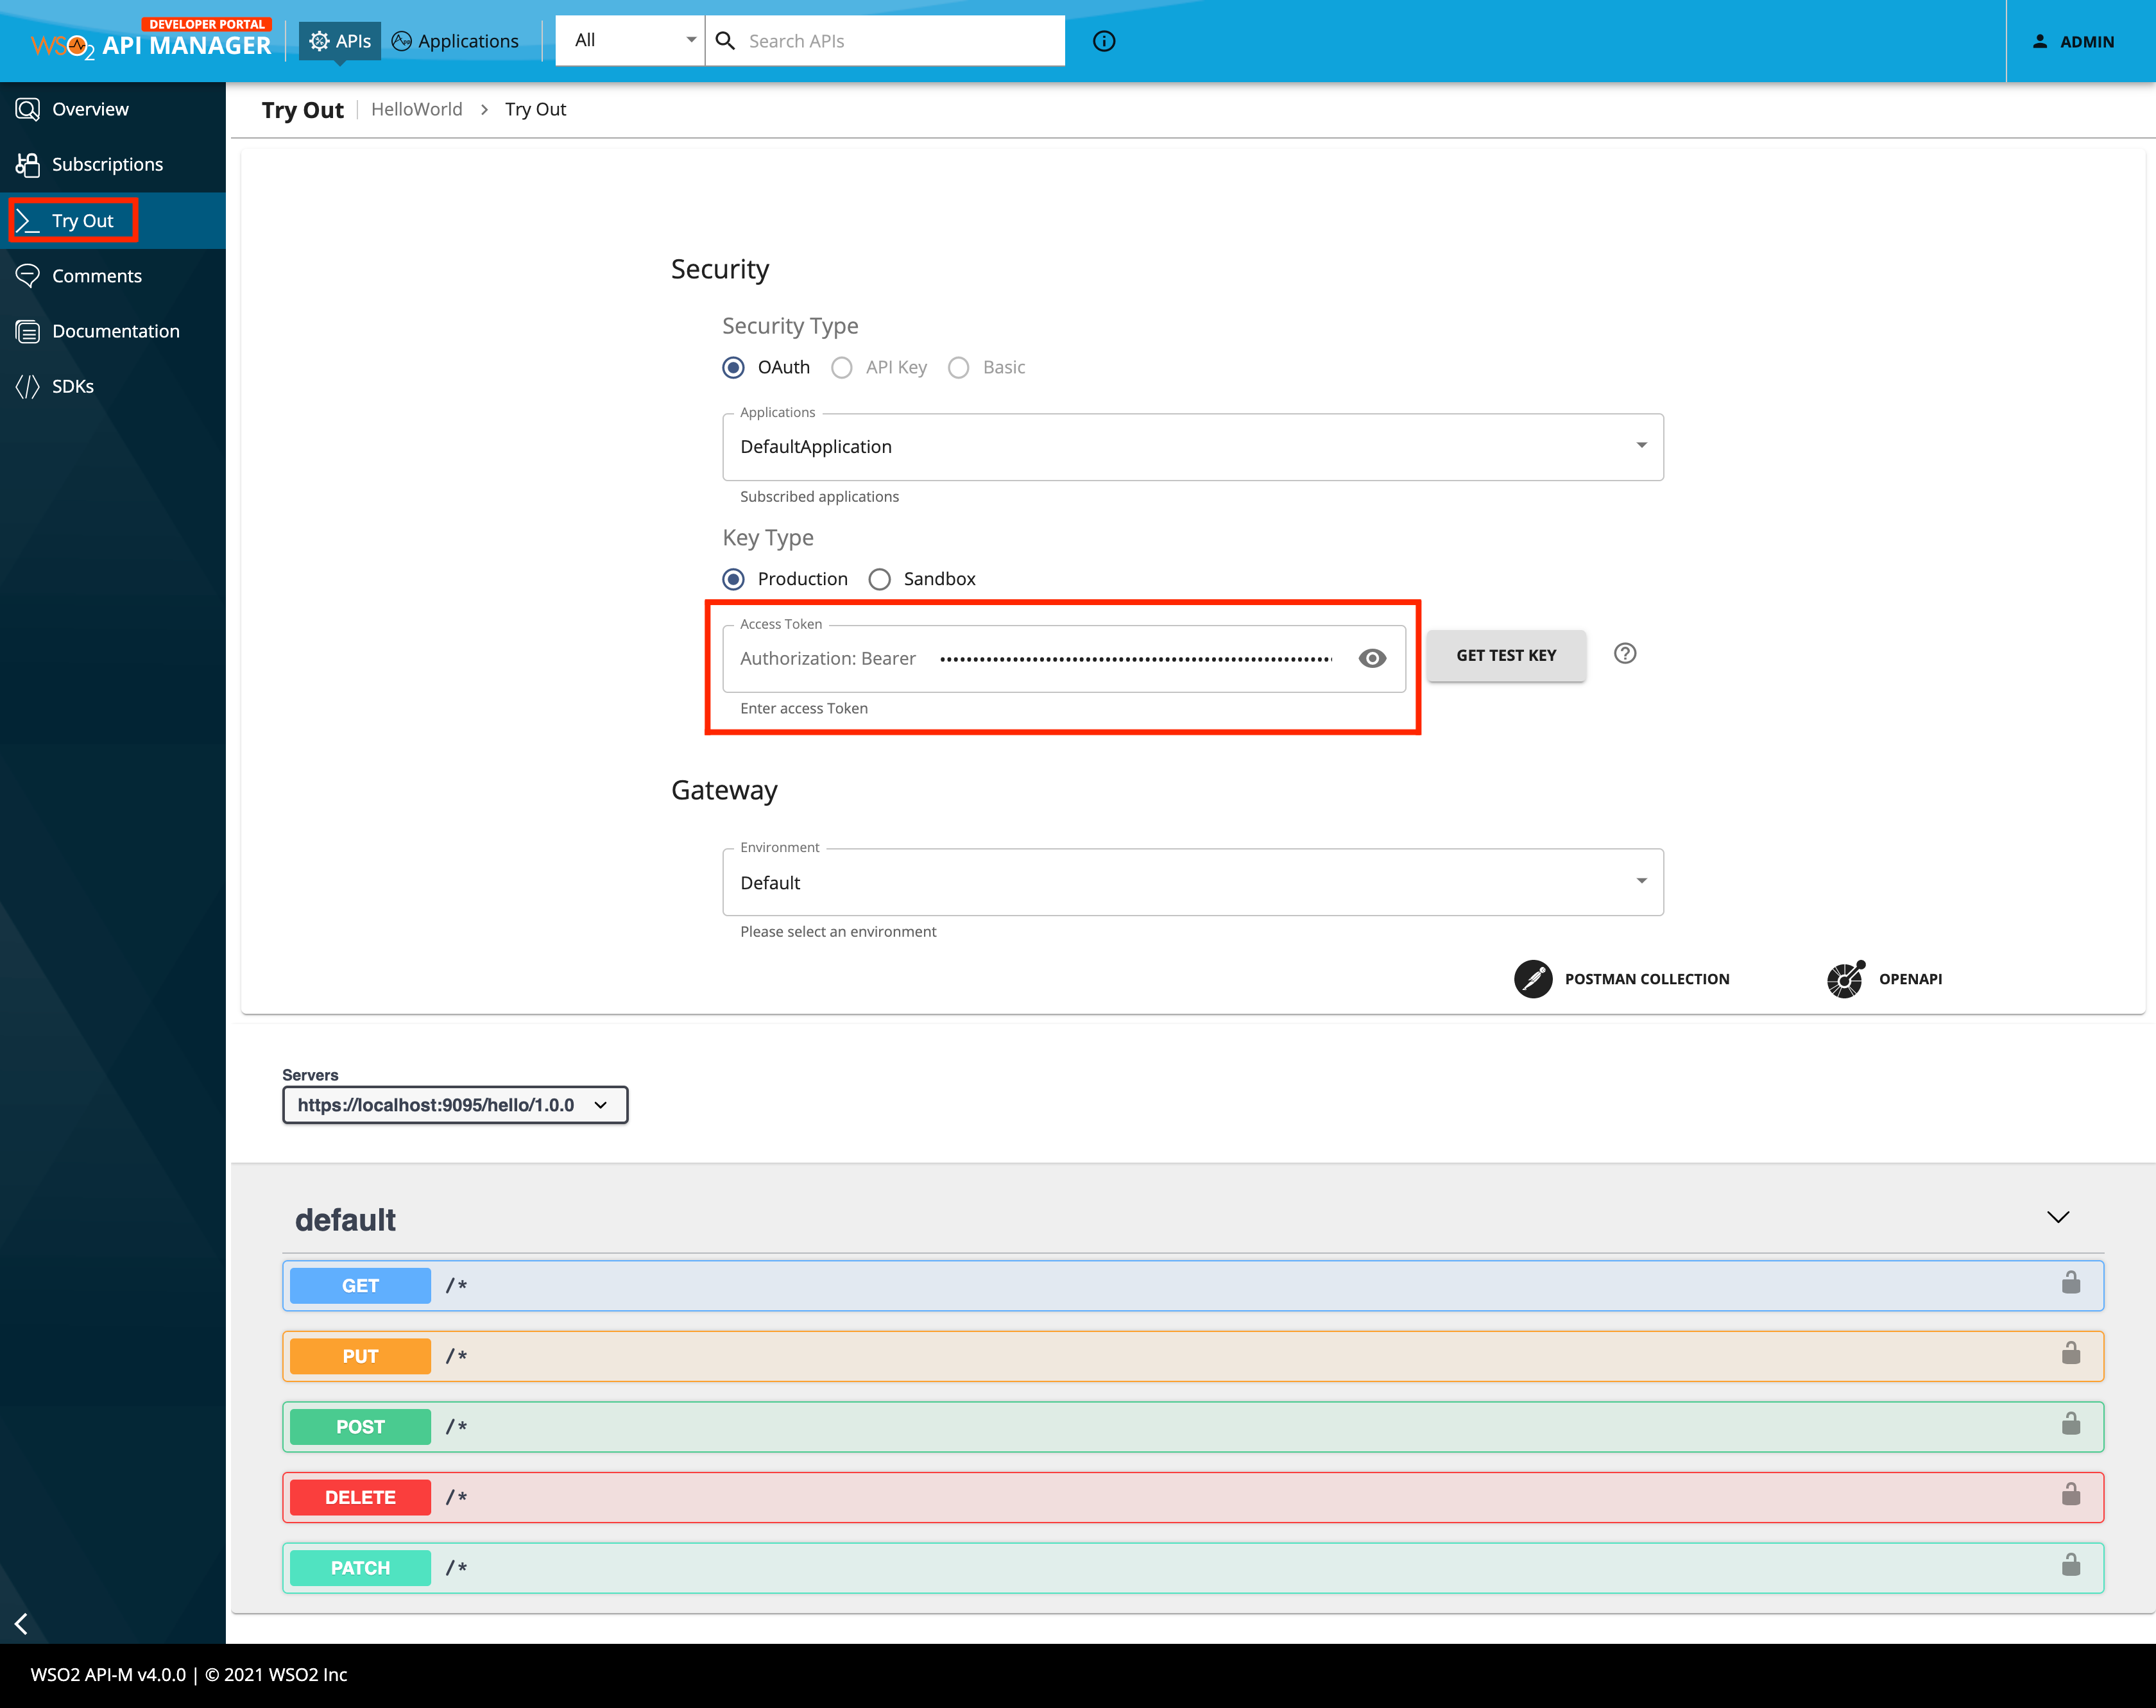 DEVELOPER PORTAL
WSO2 API MANAGER
APIs
Applications
All
Search APIs
ADMIN
Overview
Subscriptions
Try Out
Comments
Documentation
SDKs
Try Out
HelloWorld > Try Out
Security
Security Type
OAuth API Key Basic
Applications
DefaultApplication
Subscribed applications
Key Type
Production Sandbox
Access Token
Authorization: Bearer
GET TEST KEY
Enter access Token
Gateway
Environment
Default
Please select an environment
POSTMAN COLLECTION
OPENAPI
Servers
https://localhost:9095/hello/1.0.0
default
GET /*
PUT /*
POST /*
DELETE /*
PATCH /*
WSO2 API-M v4.0.0 | © 2021 WSO2 Inc